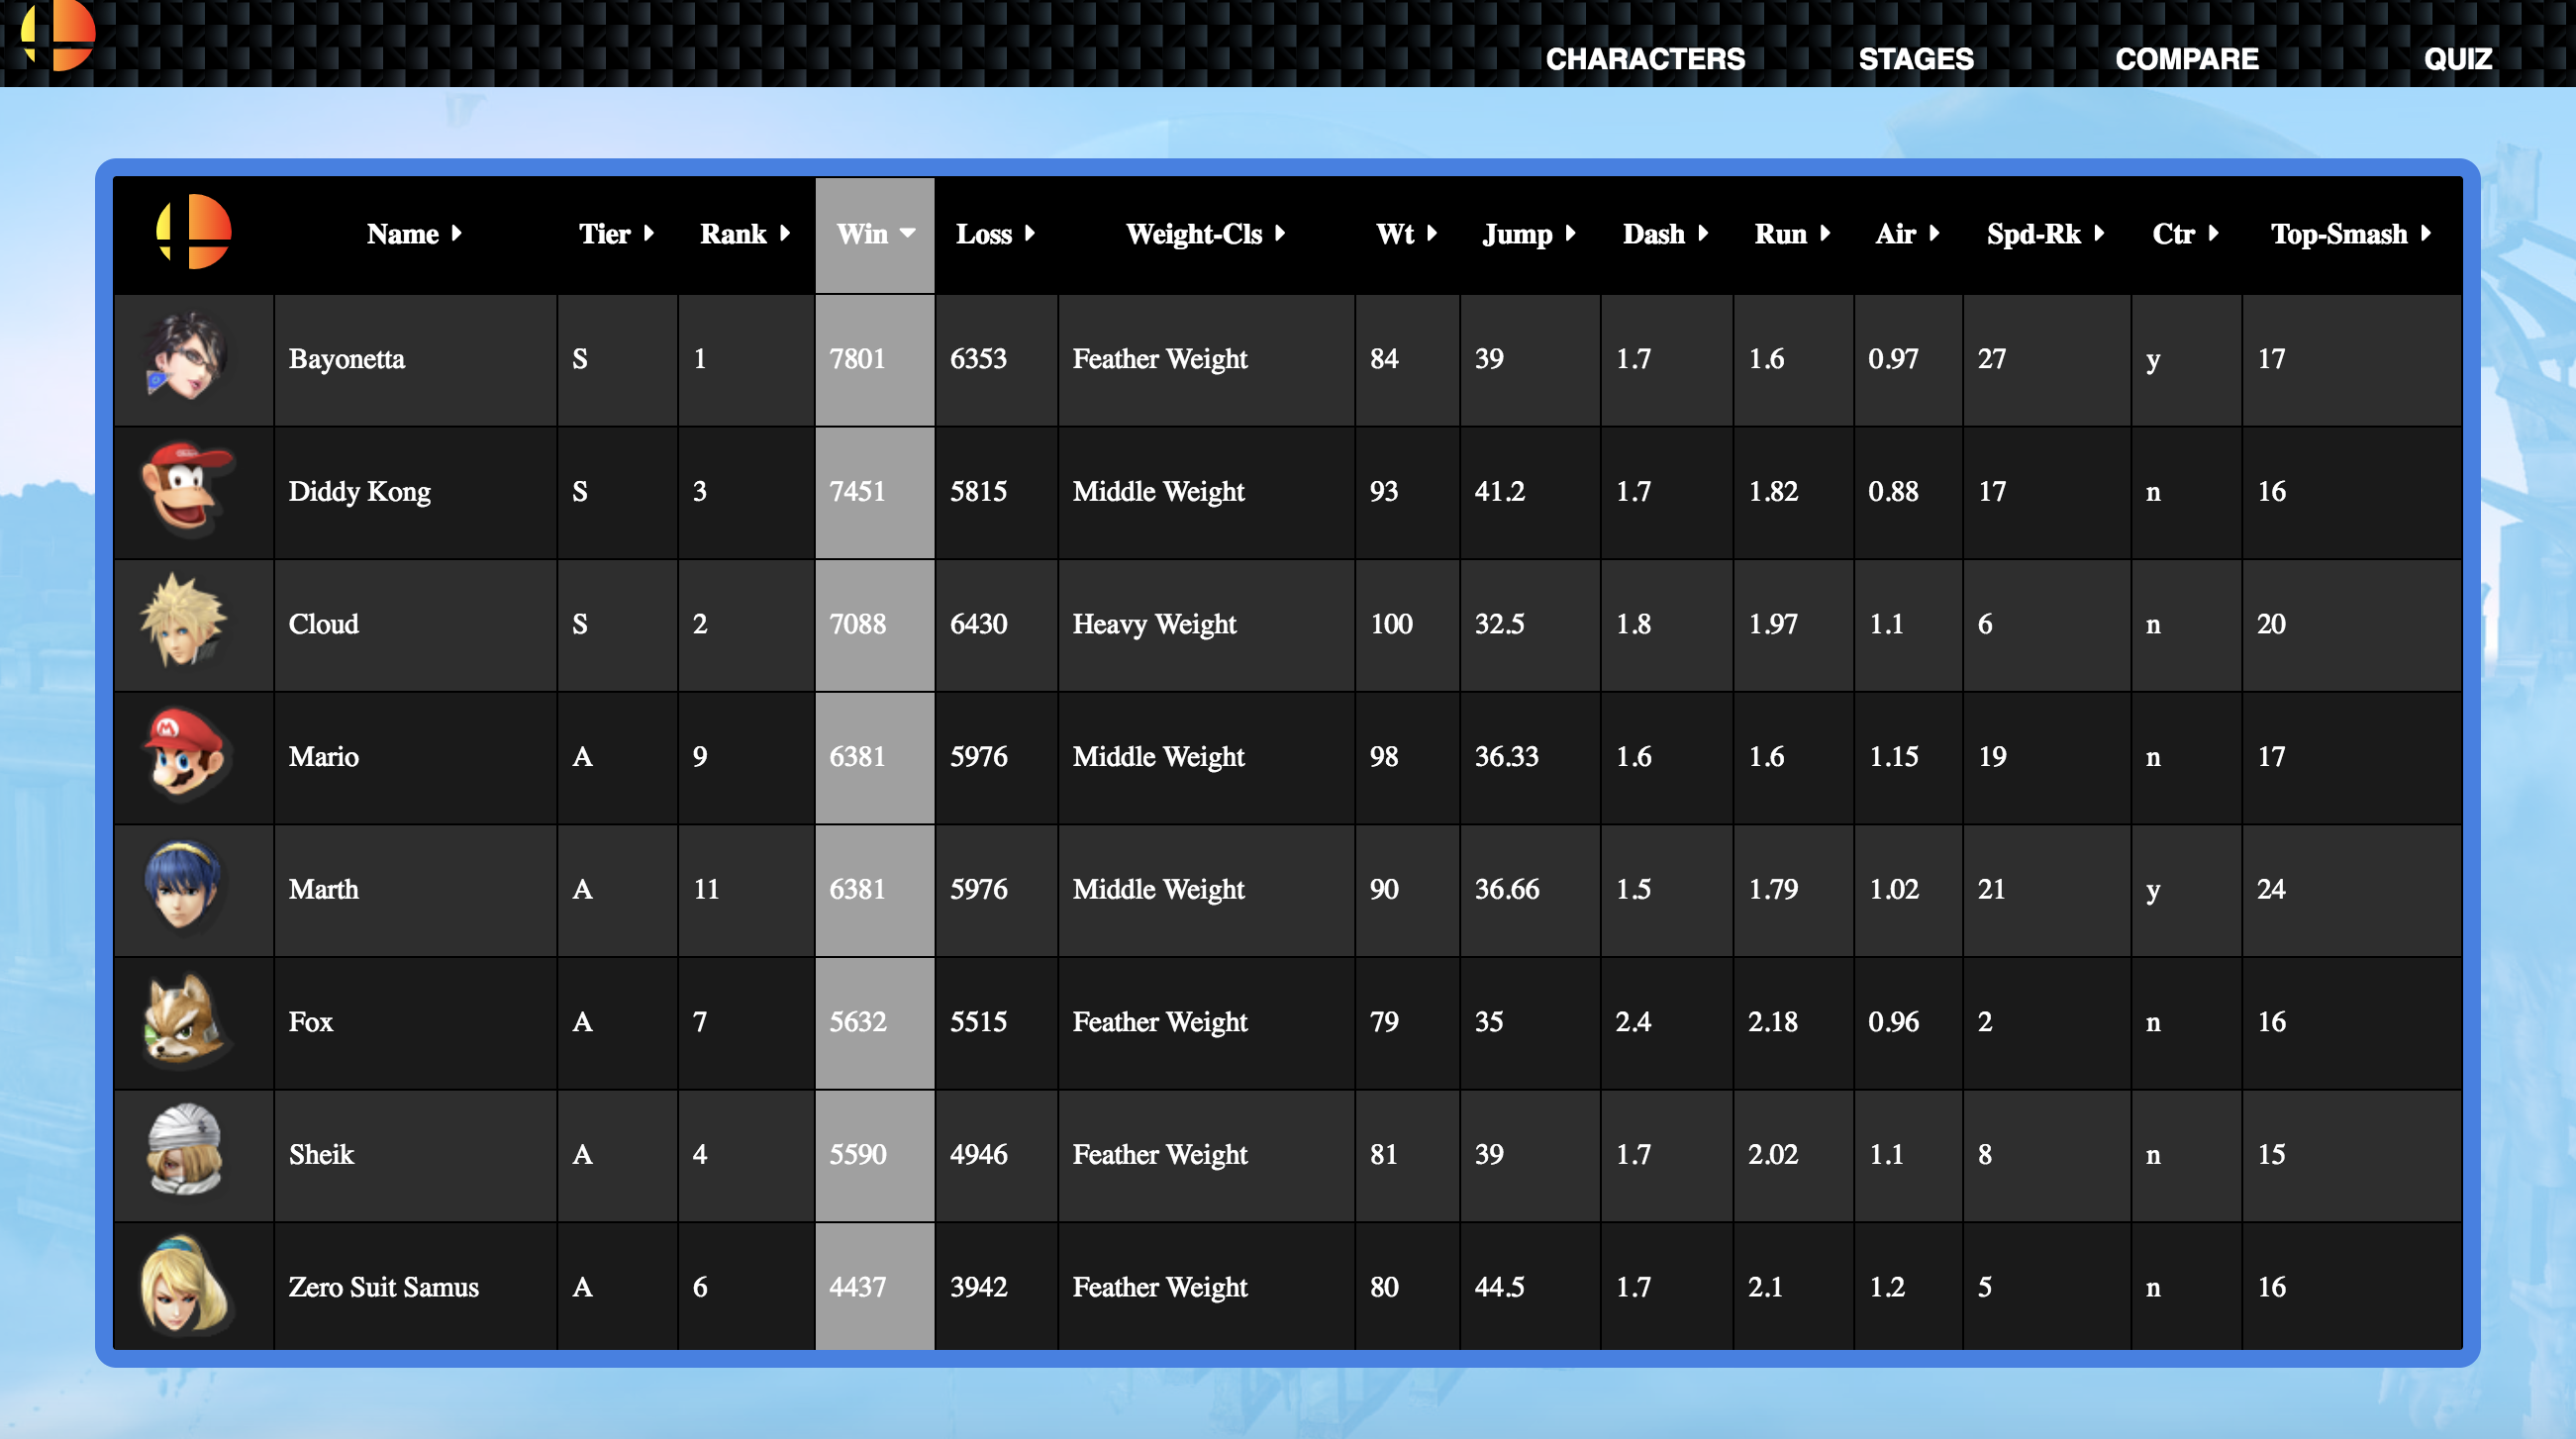 CHARACTERS STAGES COMPARE QUIZ
Name Tier Rank Win Loss Weight-Cls Wt Jump Dash Run Air Spd-Rk Ctr Top-Smash
Bayonetta S 1 7801 6353 Feather Weight 84 39 1.7 1.6 0.97 27 y 17
Diddy Kong S 3 7451 5815 Middle Weight 93 41.2 1.7 1.82 0.88 17 n 16
Cloud S 2 7088 6430 Heavy Weight 100 32.5 1.8 1.97 1.1 6 n 20
Mario A 9 6381 5976 Middle Weight 98 36.33 1.6 1.6 1.15 19 n 17
Marth A 11 6381 5976 Middle Weight 90 36.66 1.5 1.79 1.02 21 y 24
Fox A 7 5632 5515 Feather Weight 79 35 2.4 2.18 0.96 2 n 16
Sheik A 4 5590 4946 Feather Weight 81 39 1.7 2.02 1.1 8 n 15
Zero Suit Samus A 6 4437 3942 Feather Weight 80 44.5 1.7 2.1 1.2 5 n 16